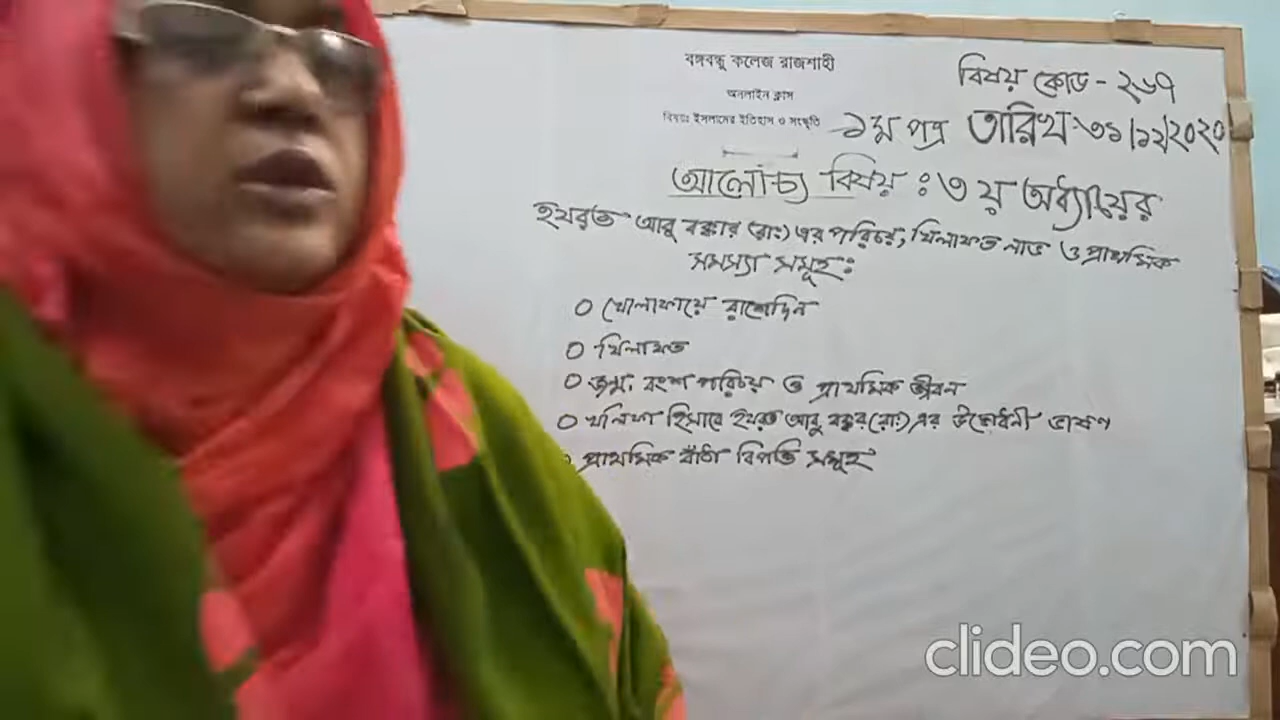 বঙ্গবন্ধু কলেজ রাজশাহী
অনলাইন ক্লাস
বিষয়ঃ ইসলামের ইতিহাস ও সংস্কৃতি ১ম পত্র
বিষয় কোড - ২৬৭
তারিখঃ ৩১/১২/২০২০
আলোচ্য বিষয় ঃ ৩ য় অধ্যায়ের
হযরত আবু বক্কার (রাঃ) এর পরিচয়, খিলাফত লাভ ও প্রাথমিক
সমস্যা সমূহ ঃ
০ খোলাফায়ে রাশেদিন
০ খিলাফত
০ জন্ম, বংশ পরিচয় ও প্রাথমিক জীবন
০ খলিফা হিসাবে হযরত আবু বক্কর (রাঃ) এর উদ্বোধনী ভাষণ
প্রাথমিক বাঁধা বিপত্তি সমূহ
clideo.com